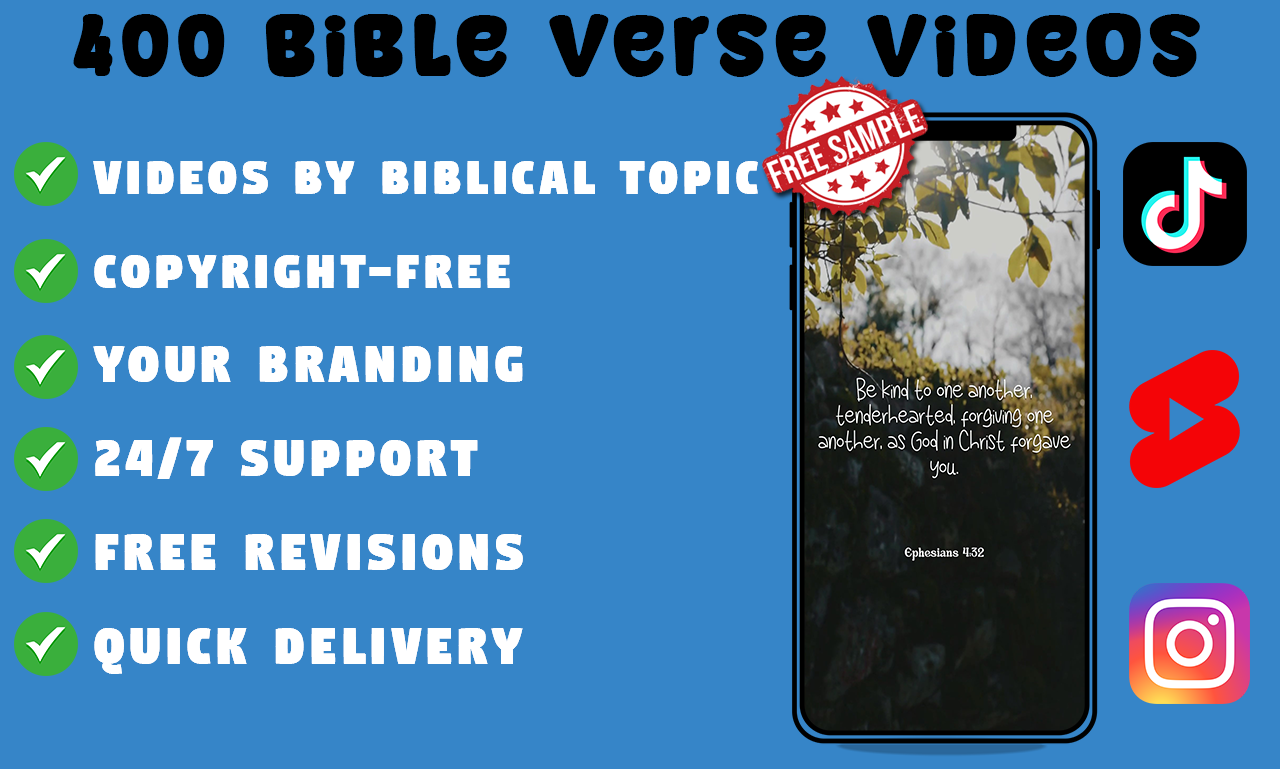 400 Bible Verse Videos
VIDEOS BY BIBLICAL TOPIC
FREE SAMPLE
COPYRIGHT-FREE
YOUR BRANDING
24/7 SUPPORT
FREE REVISIONS
QUICK DELIVERY
Be kind to one another,
tenderhearted, forgiving one
another, as God in Christ forgave
you.
Ephesians 4:32